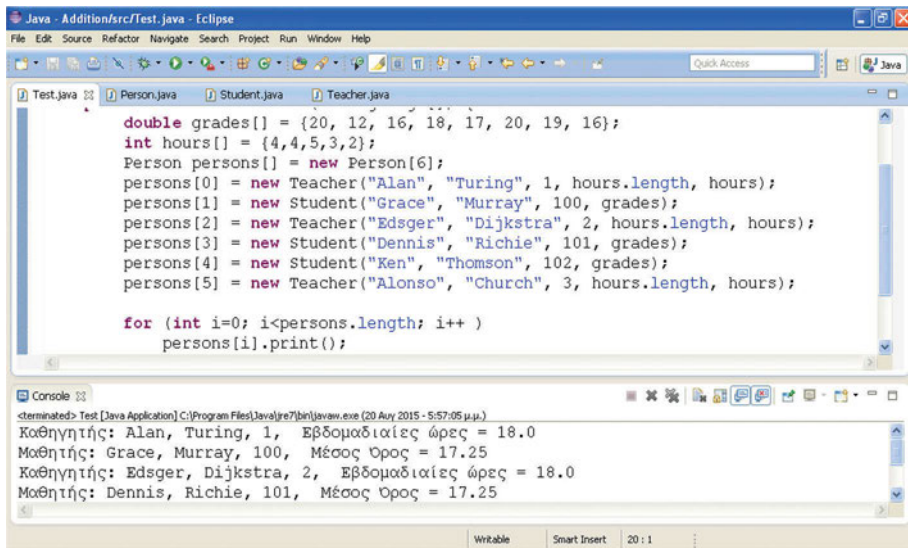 Java - Addition/src/Test.java - Eclipse
File Edit Source Refactor Navigate Search Project Run Window Help
Quick Access
Java
Test.java
Person.java
Student.java
Teacher.java
double grades[] = {20, 12, 16, 18, 17, 20, 19, 16};
int hours[] = {4,4,5,3,2};
Person persons[] = new Person[6];
persons[0] = new Teacher("Alan", "Turing", 1, hours.length, hours);
persons[1] = new Student("Grace", "Murray", 100, grades);
persons[2] = new Teacher("Edsger", "Dijkstra", 2, hours.length, hours);
persons[3] = new Student("Dennis", "Richie", 101, grades);
persons[4] = new Student("Ken", "Thomson", 102, grades);
persons[5] = new Teacher("Alonso", "Church", 3, hours.length, hours);
for (int i=0; i<persons.length; i++ )
persons[i].print();
Console
<terminated> Test [Java Application] C:\Program Files\Java\jre7\bin\javaw.exe (20 Αυγ 2015 - 5:57:05 μ.μ.)
Καθηγητής: Alan, Turing, 1, Εβδομαδιαίες ώρες = 18.0
Μαθητής: Grace, Murray, 100, Μέσος Όρος = 17.25
Καθηγητής: Edsger, Dijkstra, 2, Εβδομαδιαίες ώρες = 18.0
Μαθητής: Dennis, Richie, 101, Μέσος Όρος = 17.25
Writable
Smart Insert
20 : 1